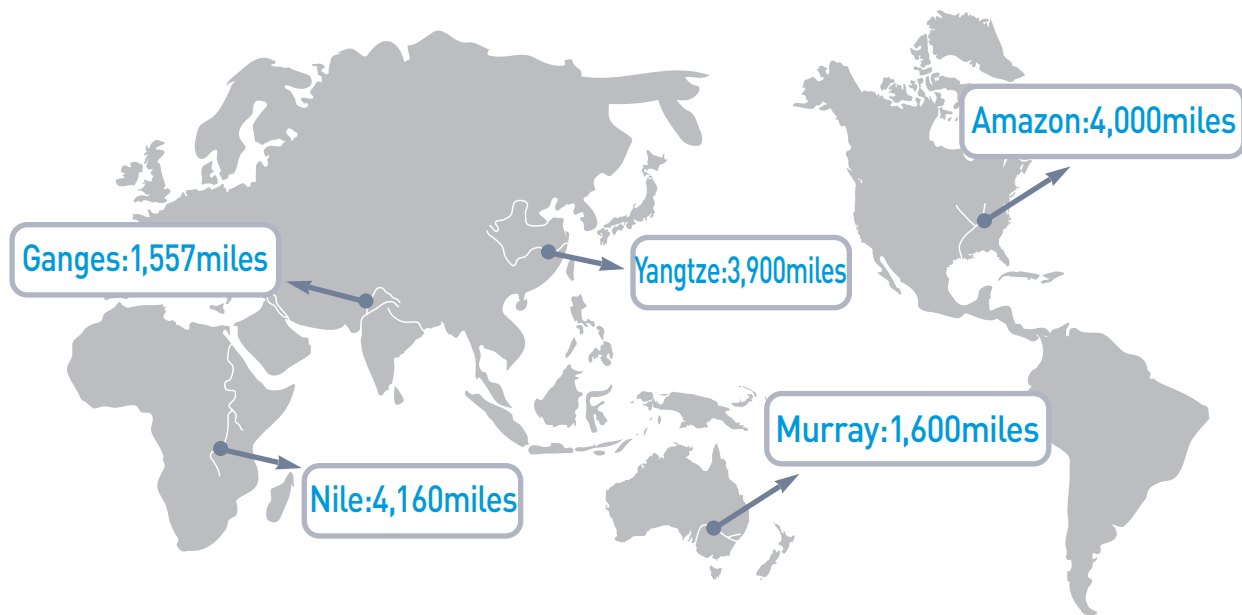 Amazon:4,000miles
Ganges:1,557miles
Yangtze:3,900miles
Murray:1,600miles
Nile:4,160miles